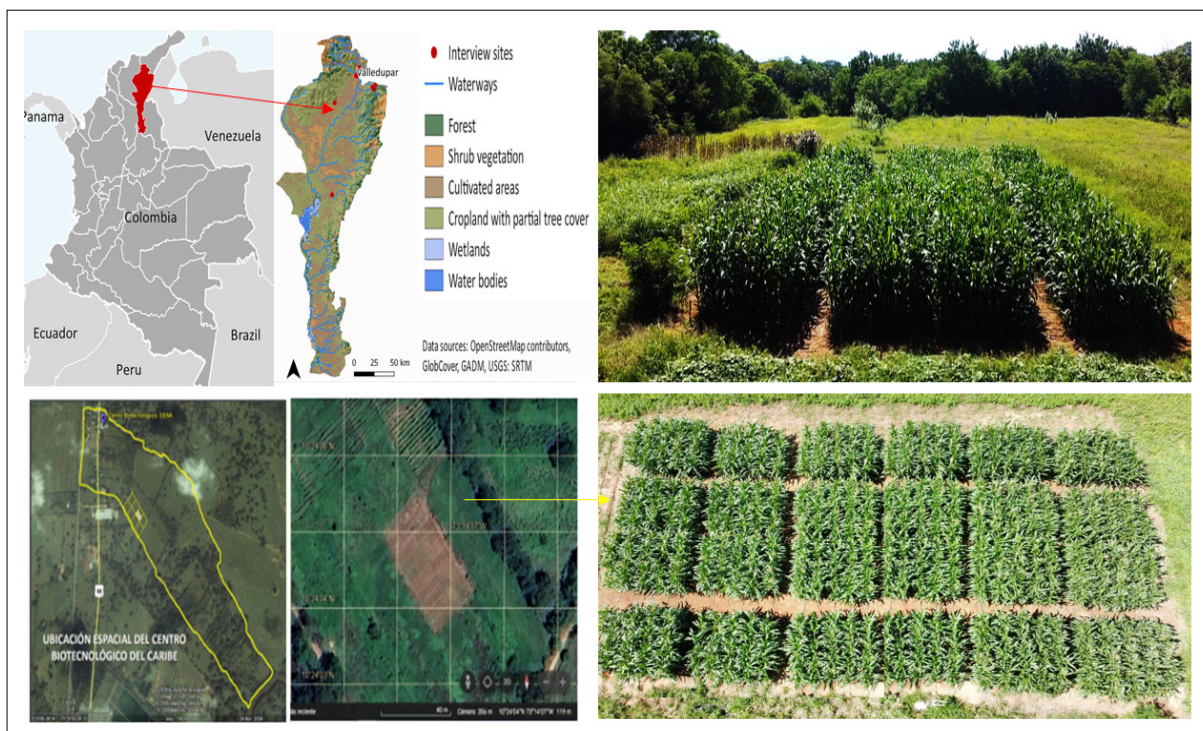 Panama
Venezuela
Colombia
Ecuador
Brazil
Peru
Valledupar
0 25 50 km
Interview sites
Waterways
Forest
Shrub vegetation
Cultivated areas
Cropland with partial tree cover
Wetlands
Water bodies
Data sources: OpenStreetMap contributors,
GlobCover, GADM, USGS: SRTM
UBICACIÓN ESPACIAL DEL CENTRO
BIOTECNOLÓGICO DEL CARIBE
3D
40 m